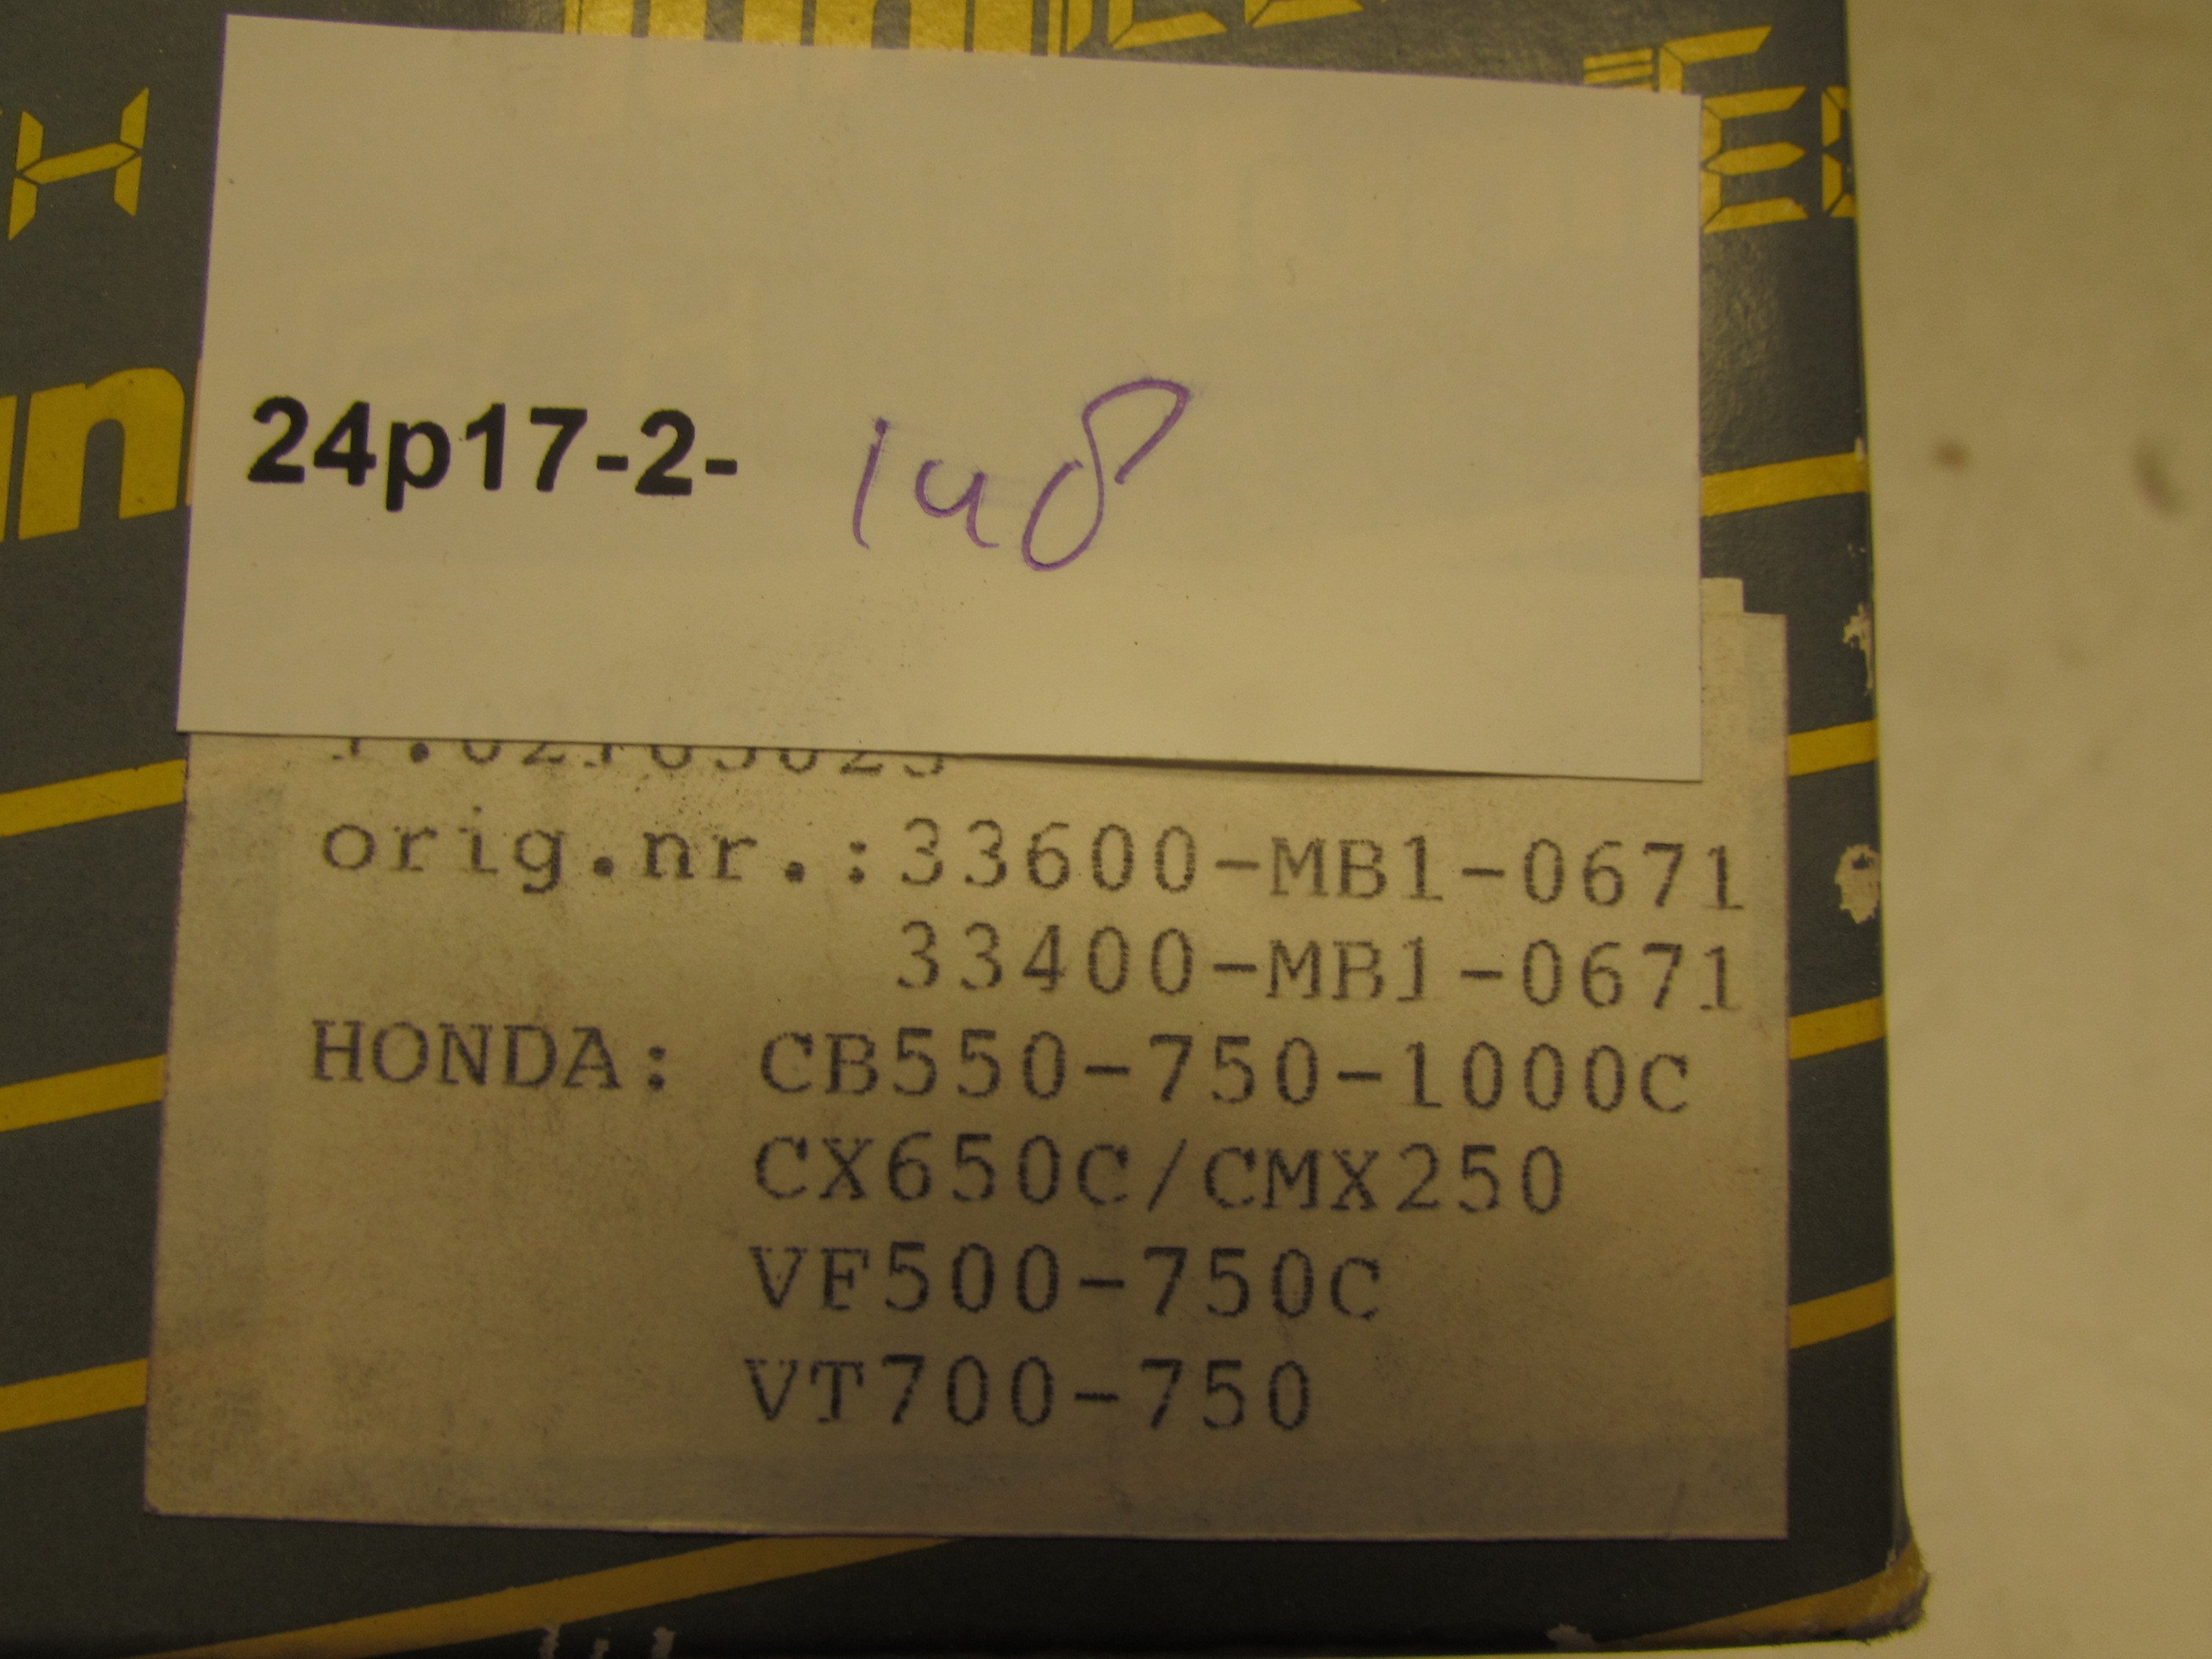 H
24p17-2- 148
orig.nr.:33600-MB1-0671
33400-MB1-0671
HONDA: CB550-750-1000C
CX650C/CMX250
VF500-750C
VT700-750